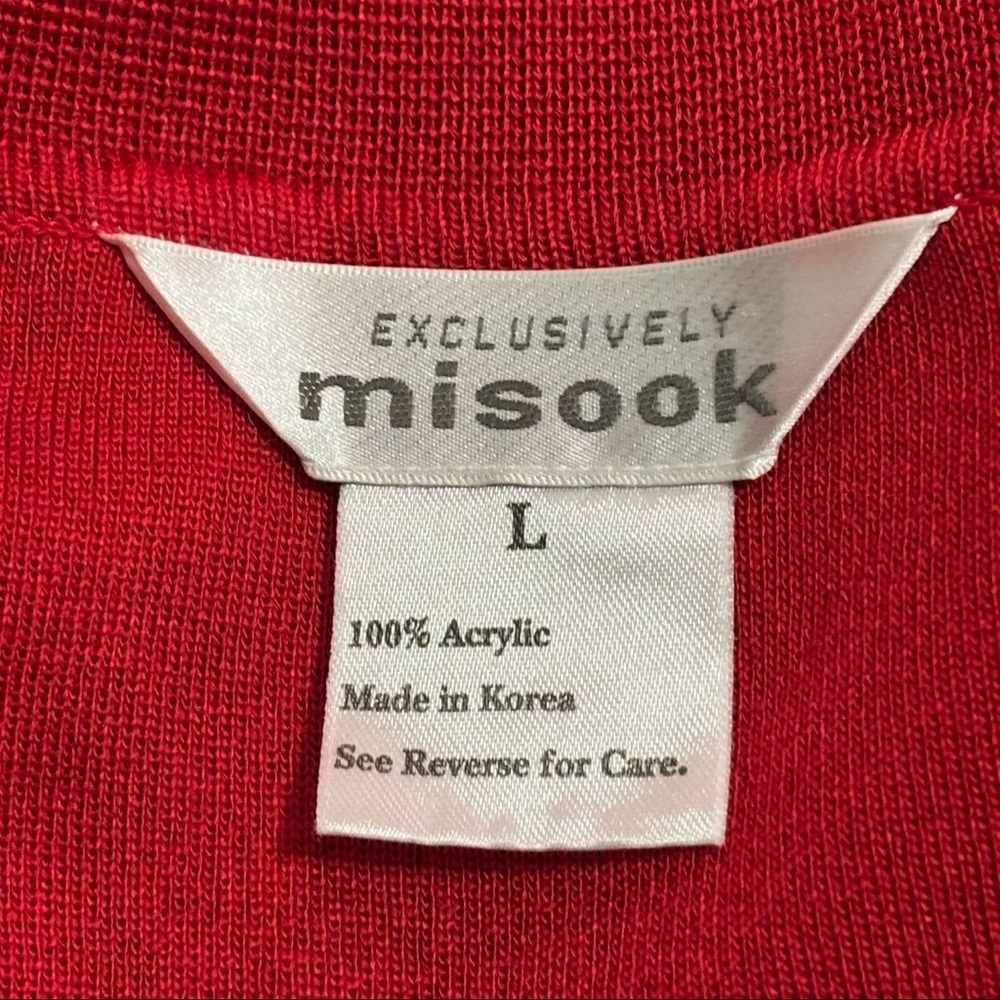 EXCLUSIVELY
misook
L
100% Acrylic
Made in Korea
See Reverse for Care.